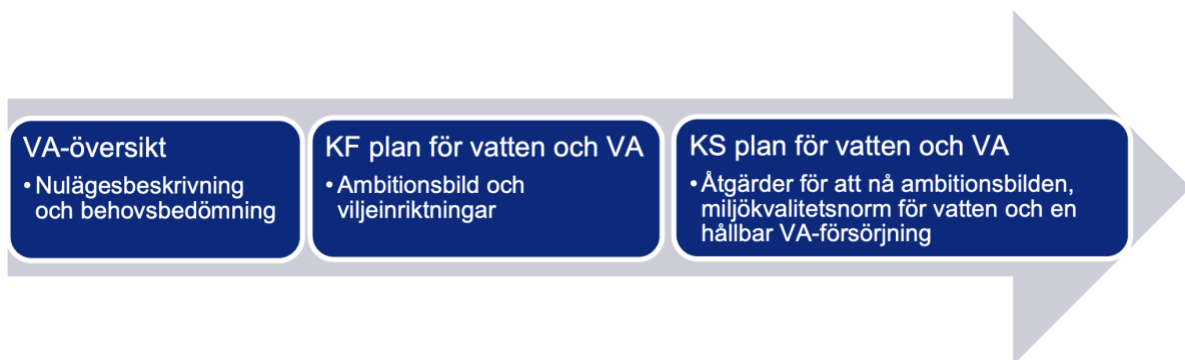 VA-översikt
• Nulägesbeskrivning
och behovsbedömning
KF plan för vatten och VA
• Ambitionsbild och
viljeinriktningar
KS plan för vatten och VA
• Åtgärder för att nå ambitionsbilden,
miljökvalitetsnorm för vatten och en
hållbar VA-försörjning